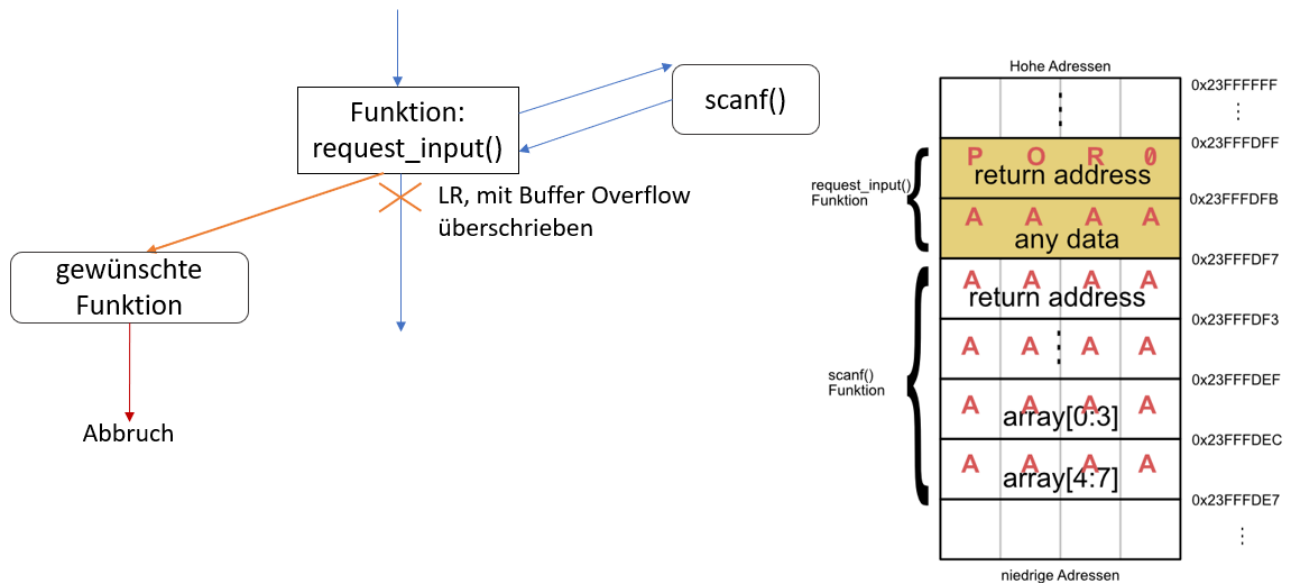 Funktion:
request_input()
scanf()
LR, mit Buffer Overflow
überschrieben
gewünschte
Funktion
Abbruch
Hohe Adressen
0x23FFFFFF
⋮
0x23FFFDFF
request_input()
Funktion
P O R 0
return address
0x23FFFDFB
A A A A
any data
0x23FFFDF7
A A A A
return address
0x23FFFDF3
scanf()
Funktion
A A A A
0x23FFFDEF
A A A A
array[0:3]
0x23FFFDEC
A A A A
array[4:7]
0x23FFFDE7
⋮
niedrige Adressen